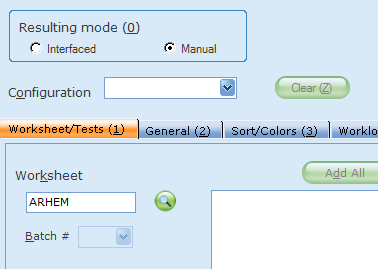 Resulting mode (0)
Interfaced Manual
Configuration Clear (Z)
Worksheet/Tests (1) General (2) Sort/Colors (3)
Worksheet Add All
ARHEM
Batch #